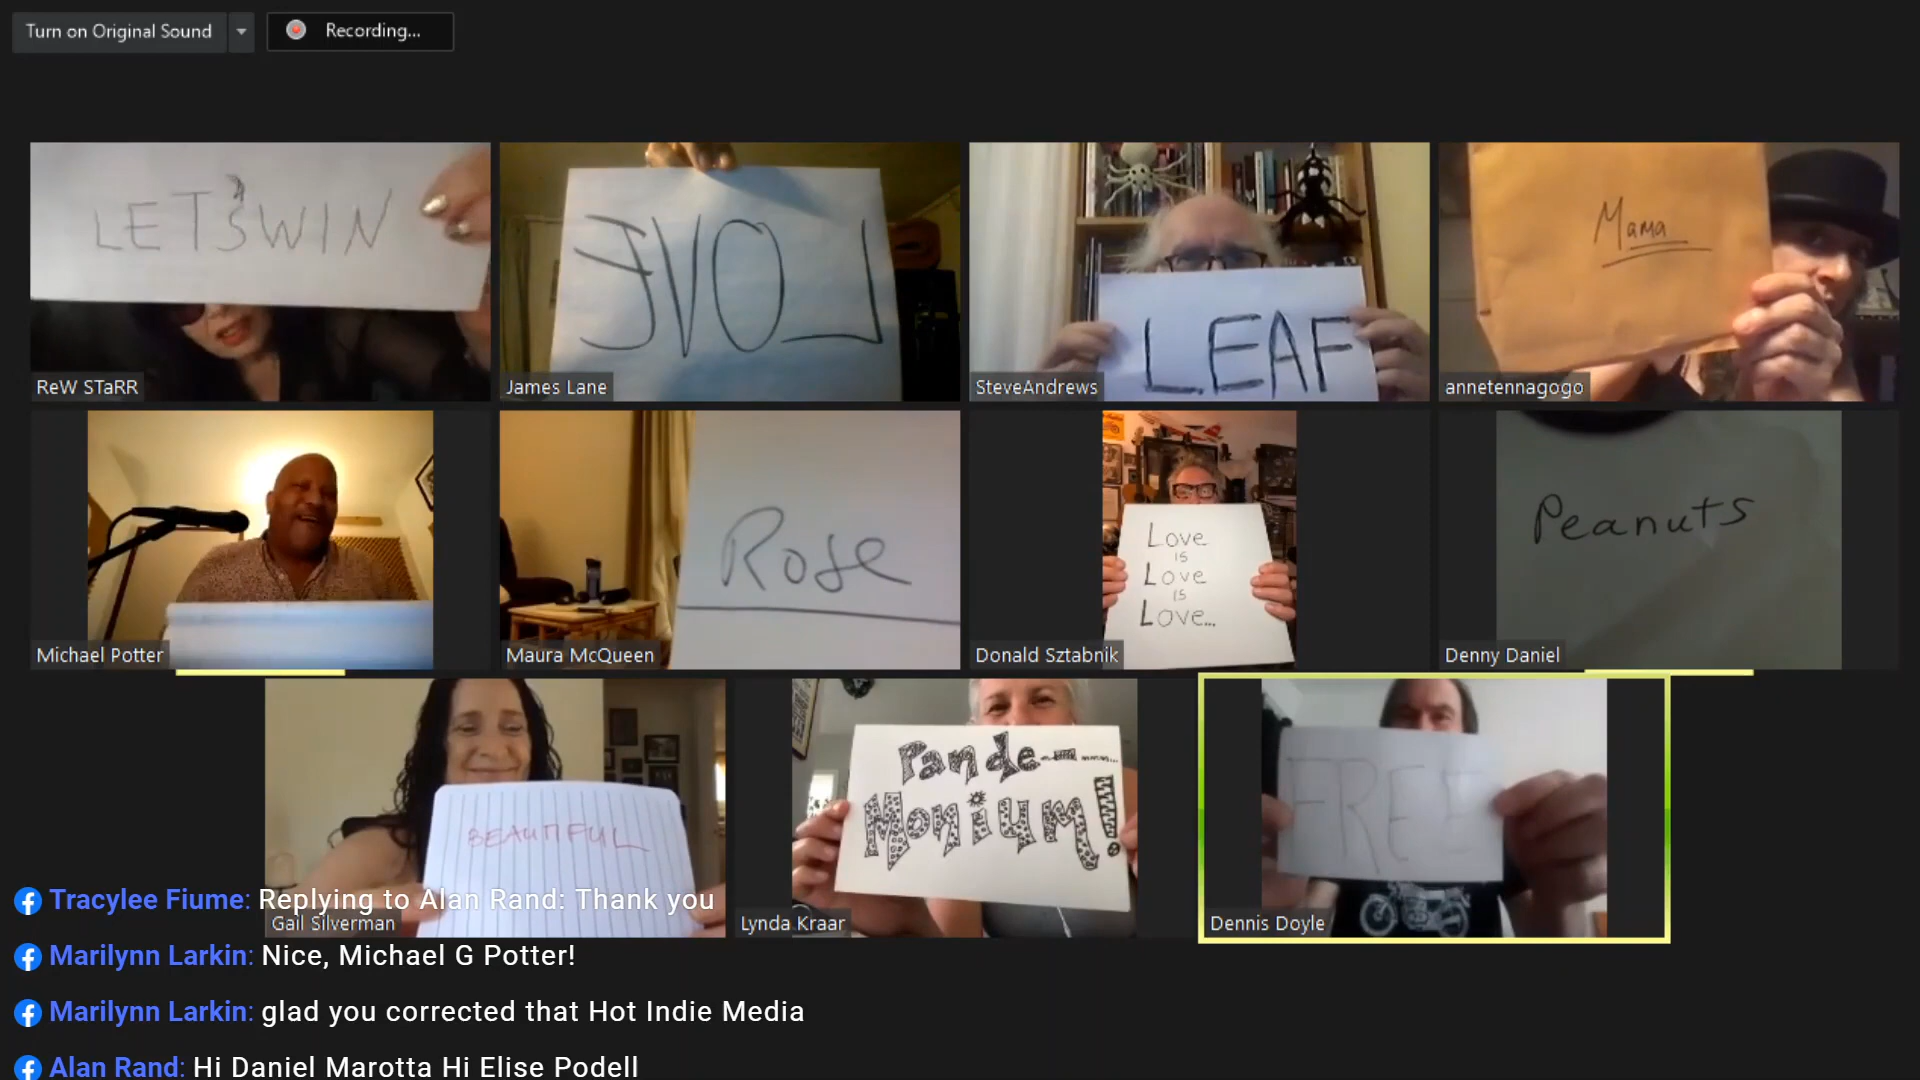 Turn on Original Sound
Recording...
LET'S WIN
ReW STaRR
LOVE
James Lane
LEAF
SteveAndrews
Mama
annetennagogo
Michael Potter
Rose
Maura McQueen
Love
is
Love
is
Love...
Donald Sztabnik
Peanuts
Denny Daniel
BEAUTIFUL
Gail Silverman
Pande-
Monium!
Lynda Kraar
FREE
Dennis Doyle
Tracylee Fiume: Replying to Alan Rand: Thank you
Marilynn Larkin: Nice, Michael G Potter!
Marilynn Larkin: glad you corrected that Hot Indie Media
Alan Rand: Hi Daniel Marotta Hi Elise Podell